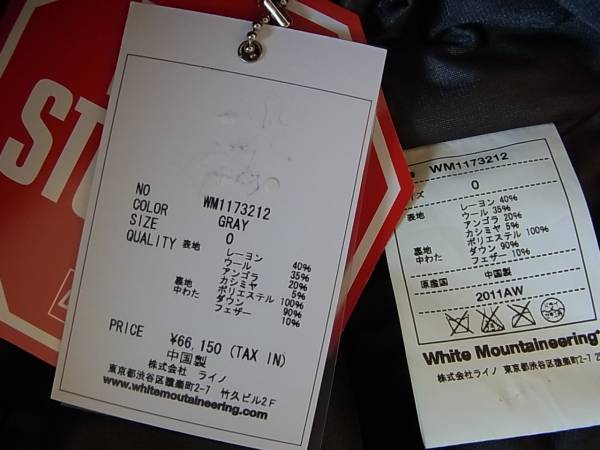 STO
NO WM1173212
COLOR GRAY
SIZE 0
QUALITY 表地 レーヨン 40%
ウール 35%
アンゴラ 20%
カシミヤ 5%
裏地 ポリエステル 100%
中わた ダウン 90%
フェザー 10%
PRICE ¥66,150 (TAX IN)
中国製
株式会社 ライノ
東京都渋谷区猿楽町2-7 竹久ビル2F
www.whitemoutaineering.com
WM1173212
ズ 0
表地 レーヨン 40%
ウール 35%
アンゴラ 20%
カシミヤ 5%
裏地 ポリエステル 100%
中わた ダウン 90%
フェザー 10%
原産国 中国製
2011AW
White Mountaineering
株式会社ライノ 東京都渋谷区猿楽町2-7 2